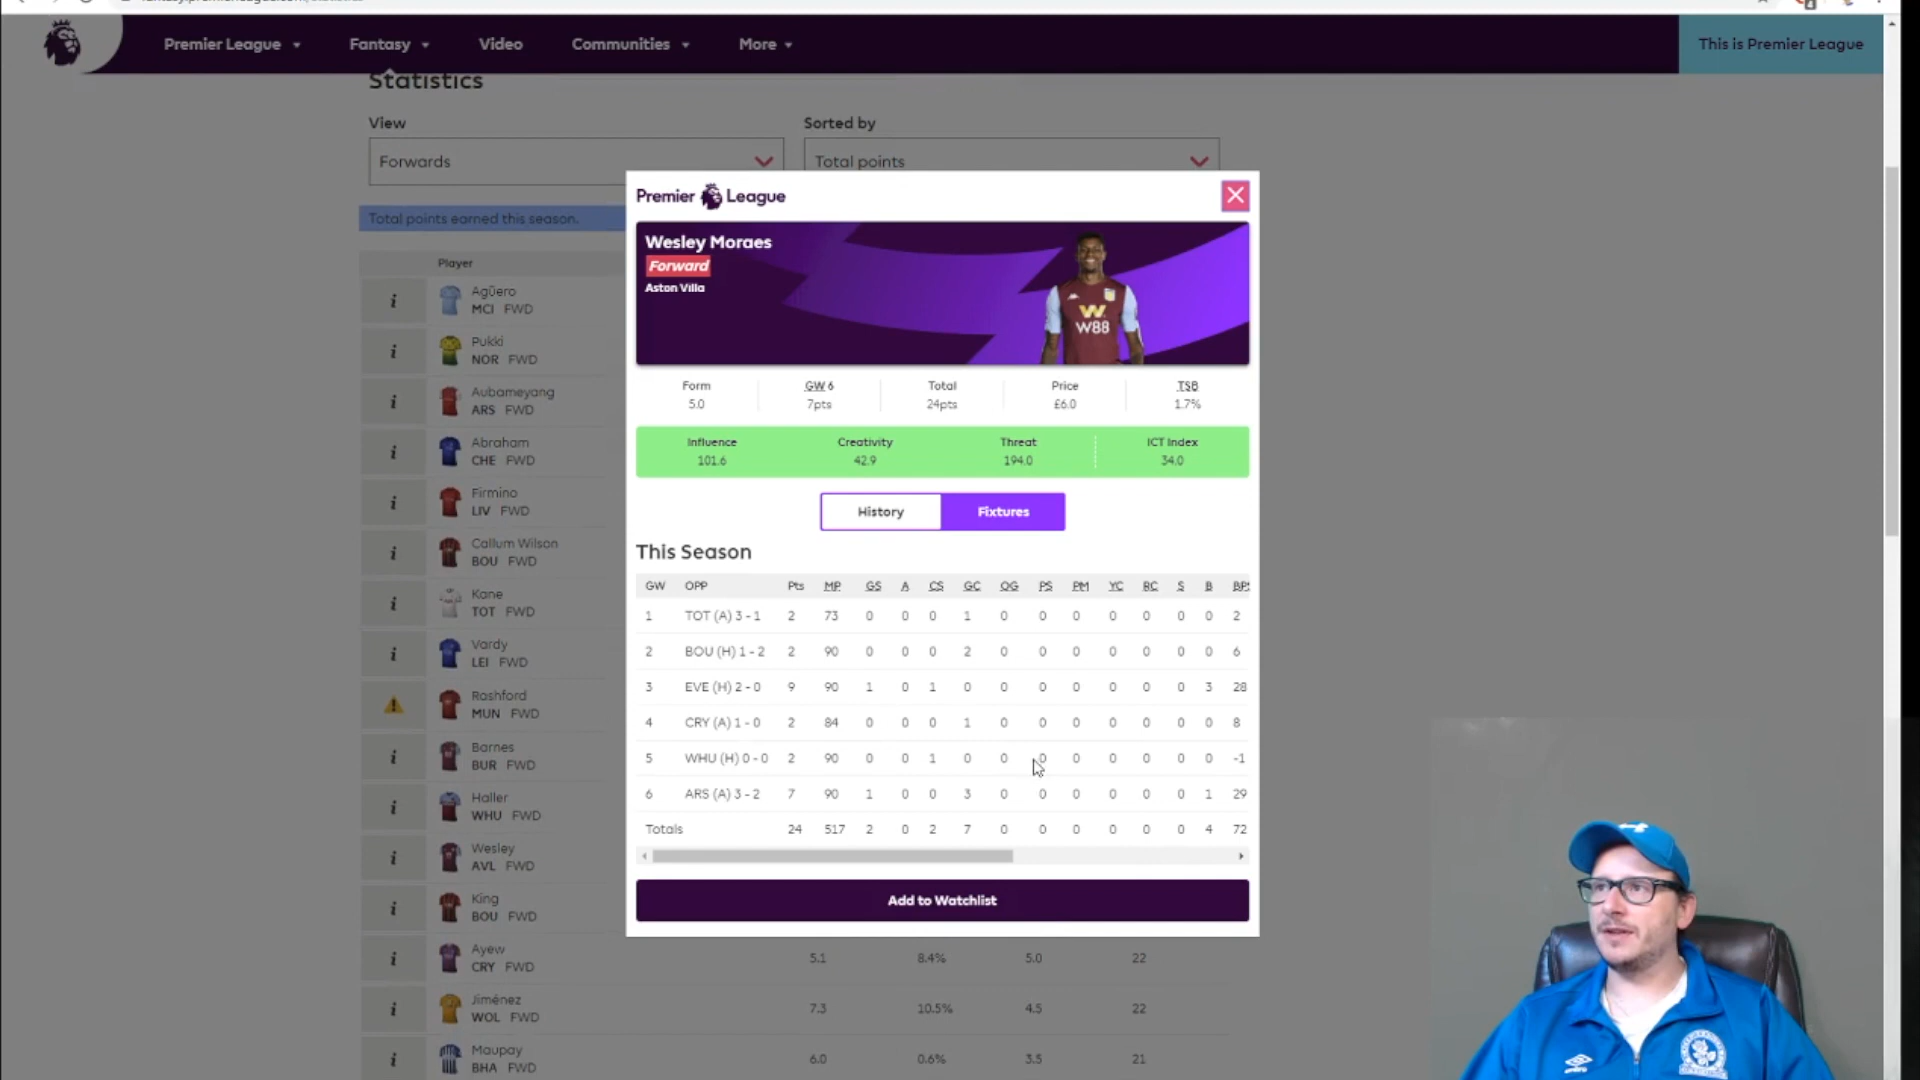 Premier League
Fantasy
Video
Communities
More
This is Premier League
Statistics
View
Sorted by
Forwards
Total points
Total points earned this season.
Player
Agüero
MCI FWD
Pukki
NOR FWD
Aubameyang
ARS FWD
Abraham
CHE FWD
Firmino
LIV FWD
Callum Wilson
BOU FWD
Kane
TOT FWD
Vardy
LEI FWD
Rashford
MUN FWD
Barnes
BUR FWD
Haller
WHU FWD
Wesley
AVL FWD
King
BOU FWD
Ayew
CRY FWD
5.1 8.4% 5.0 22
Jiménez
WOL FWD
7.3 10.5% 4.5 22
Maupay
BHA FWD
6.0 0.6% 3.5 21
Premier League
Wesley Moraes
Forward
Aston Villa
W88
Form GW 6 Total Price TSB
5.0 7pts 24pts £6.0 1.7%
Influence Creativity Threat ICT Index
101.6 42.9 194.0 34.0
History Fixtures
This Season
GW OPP Pts MP GS A CS GC OG PS PM YC RC S B BPS
1 TOT (A) 3 - 1 2 73 0 0 0 1 0 0 0 0 0 0 0 2
2 BOU (H) 1 - 2 2 90 0 0 0 2 0 0 0 0 0 0 0 6
3 EVE (H) 2 - 0 9 90 1 0 1 0 0 0 0 0 0 0 3 28
4 CRY (A) 1 - 0 2 84 0 0 0 1 0 0 0 0 0 0 0 8
5 WHU (H) 0 - 0 2 90 0 0 1 0 0 0 0 0 0 0 0 -1
6 ARS (A) 3 - 2 7 90 1 0 0 3 0 0 0 0 0 0 1 29
Totals 24 517 2 0 2 7 0 0 0 0 0 0 4 72
Add to Watchlist